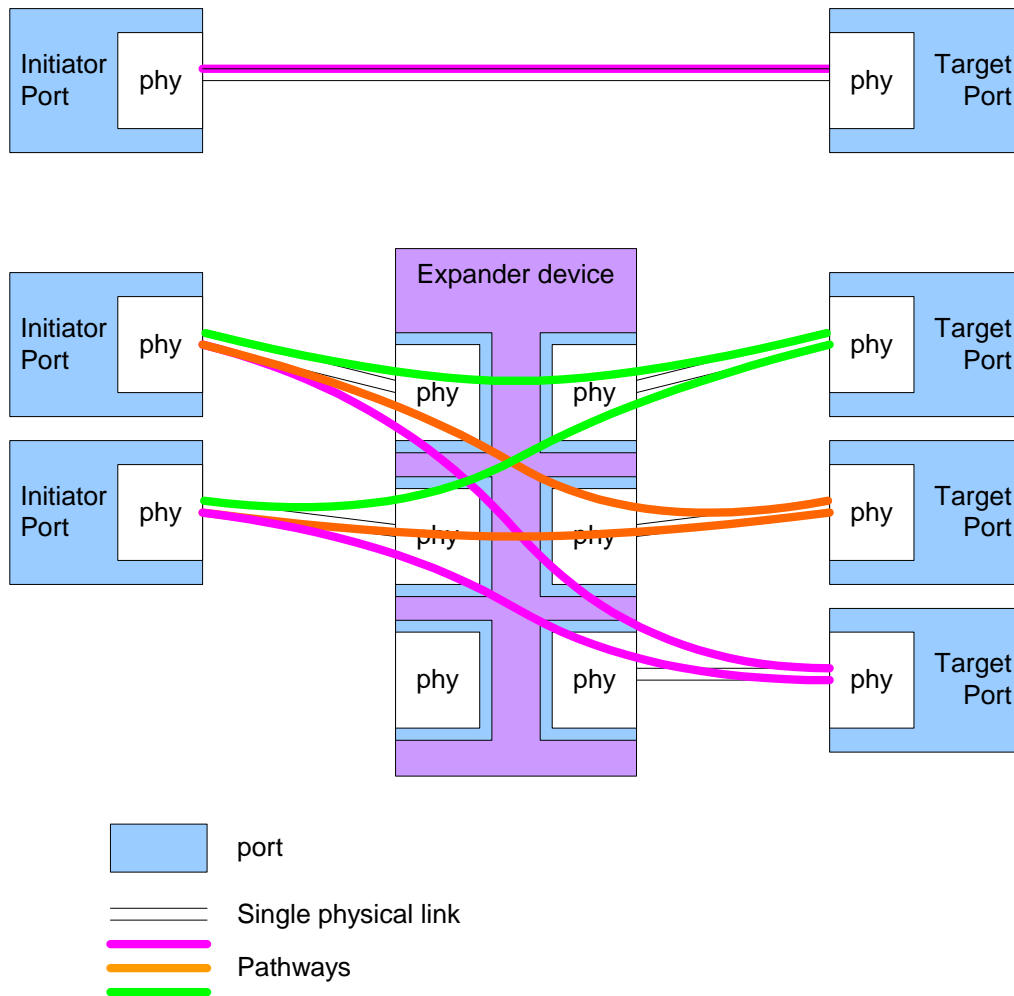 Initiator
Port
phy
phy
Target
Port
Expander device
Initiator
Port
phy
phy
phy
phy
Target
Port
Initiator
Port
phy
phy
phy
phy
Target
Port
phy
phy
phy
Target
Port
port
Single physical link
Pathways